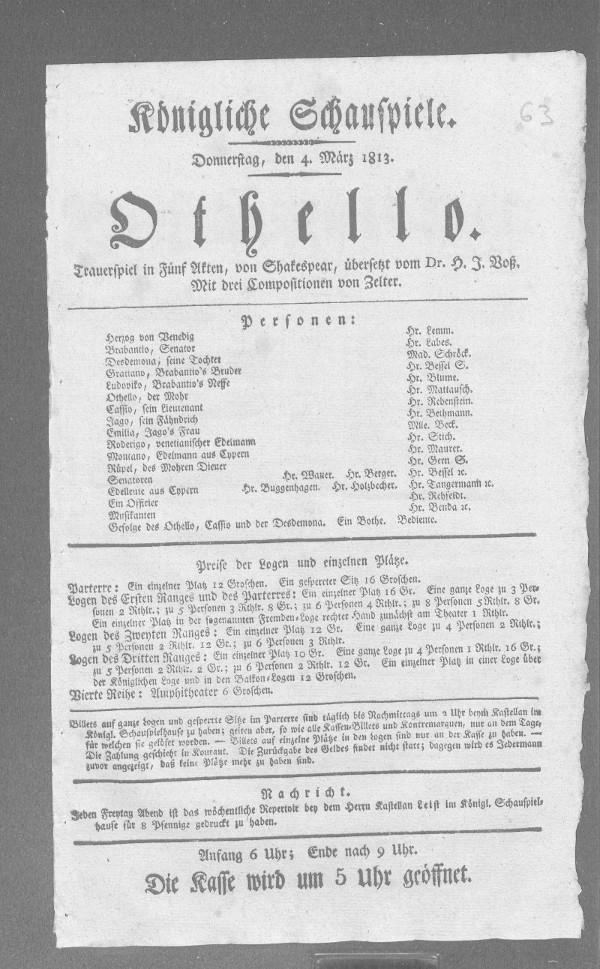 63
Königliche Schauspiele.
Donnerstag, den 4. März 1813.
Othello.
Trauerspiel in Fünf Akten, von Shakespear, übersetzt vom Dr. H. J. Voß.
Mit drei Compositionen von Zelter.
Personen:
Herzog von Venedig Hr. Lemm.
Brabantio, Senator Hr. Labes.
Desdemona, seine Tochter Mad. Schröck.
Gratiano, Brabantio's Bruder Hr. Bessel S.
Ludoviko, Brabantio's Neffe Hr. Blume.
Othello, der Mohr Hr. Mattausch.
Cassio, sein Lieutenant Hr. Rebenstein.
Jago, sein Fähndrich Hr. Bethmann.
Emilia, Jago's Frau Mlle. Beck.
Roderigo, venetianischer Edelmann Hr. Stich.
Montano, Edelmann aus Cypern Hr. Maurer.
Rüpel, des Mohren Diener Hr. Gern S.
Senatoren Hr. Wauer. Hr. Berger. Hr. Bessel ꝛc.
Edelleute aus Cypern Hr. Buggenhagen. Hr. Holzbecher. Hr. Tangermann ꝛc.
Ein Officier Hr. Rehfeldt.
Musikanten Hr. Benda ꝛc.
Gefolge des Othello, Cassio und der Desdemona. Ein Bothe. Bediente.
Preise der Logen und einzelnen Plätze.
Parterre: Ein einzelner Platz 12 Groschen. Ein gesperrter Sitz 16 Groschen.
Logen des Ersten Ranges und des Parterres: Ein einzelner Platz 16 Gr. Eine ganze Loge zu 3 Per-
sonen 2 Rthlr.; zu 5 Personen 3 Rthlr. 8 Gr.; zu 6 Personen 4 Rthlr.; zu 8 Personen 5 Rthlr. 8 Gr.
Ein einzelner Platz in der sogenannten Fremden-Loge rechter Hand zunächst am Theater 1 Rthlr.
Logen des Zweyten Ranges: Ein einzelner Platz 12 Gr. Eine ganze Loge zu 4 Personen 2 Rthlr.;
zu 5 Personen 2 Rthlr. 12 Gr.; zu 6 Personen 3 Rthlr.
Logen des Dritten Ranges: Ein einzelner Platz 10 Gr. Eine ganze Loge zu 4 Personen 1 Rthlr. 16 Gr.;
zu 5 Personen 2 Rthlr. 2 Gr.; zu 6 Personen 2 Rthlr. 12 Gr. Ein einzelner Platz in einer Loge über
der Königlichen Loge und in den Balkon-Logen 12 Groschen.
Vierte Reihe: Amphitheater 6 Groschen.
Billets auf ganze Logen und gesperrte Sitze im Parterre sind täglich bis Nachmittags um 2 Uhr beym Kastellan im
Königl. Schauspielhause zu haben; gelten aber, so wie alle Kassen-Billets und Kontremarquen, nur an dem Tage,
für welchen sie gelöset worden. — Billets auf einzelne Plätze in den Logen sind nur an der Kasse zu haben. —
Die Zahlung geschieht in Kourant. Die Zurückgabe des Geldes findet nicht statt; dagegen wird es Jedermann
zuvor angezeigt, daß keine Plätze mehr zu haben sind.
Nachricht.
Jeden Freytag Abend ist das wöchentliche Repertoir bey dem Herrn Kastellan Leist im Königl. Schauspiel-
hause für 8 Pfennige gedruckt zu haben.
Anfang 6 Uhr; Ende nach 9 Uhr.
Die Kasse wird um 5 Uhr geöffnet.